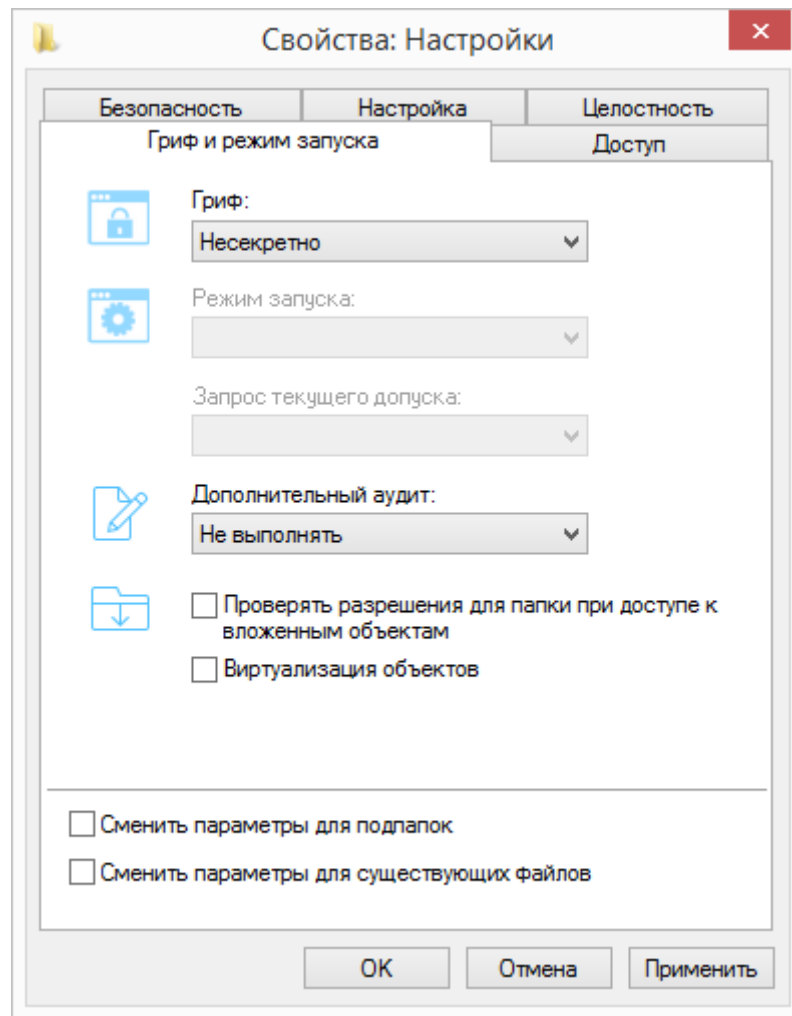 Свойства: Настройки
Безопасность Настройка Целостность
Гриф и режим запуска Доступ
Гриф:
Несекретно
Режим запуска:
Запрос текущего допуска:
Дополнительный аудит:
Не выполнять
Проверять разрешения для папки при доступе к
вложенным объектам
Виртуализация объектов
Сменить параметры для подпапок
Сменить параметры для существующих файлов
ОК Отмена Применить